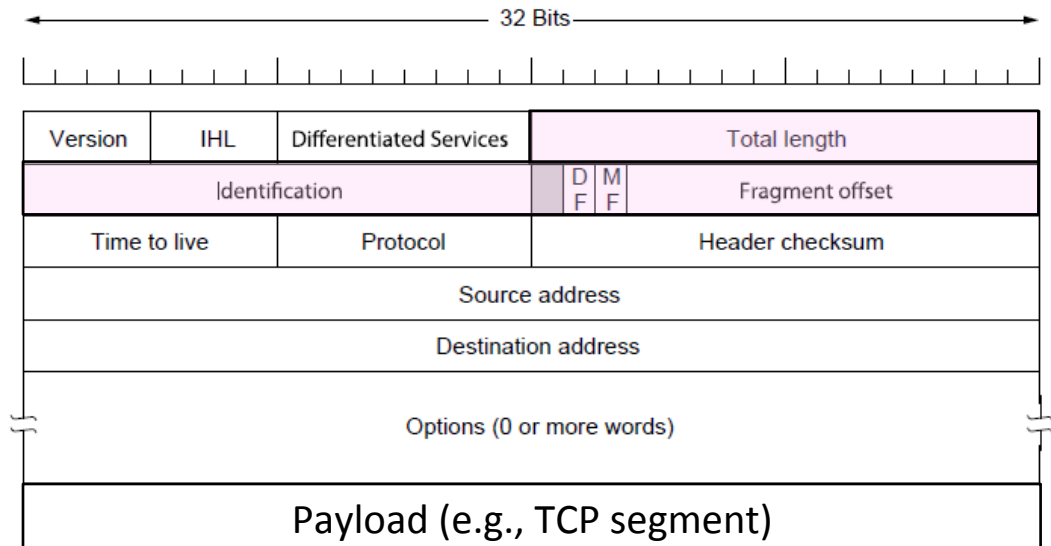 32 Bits
Version IHL Differentiated Services Total length
Identification D F M F Fragment offset
Time to live Protocol Header checksum
Source address
Destination address
Options (0 or more words)
Payload (e.g., TCP segment)